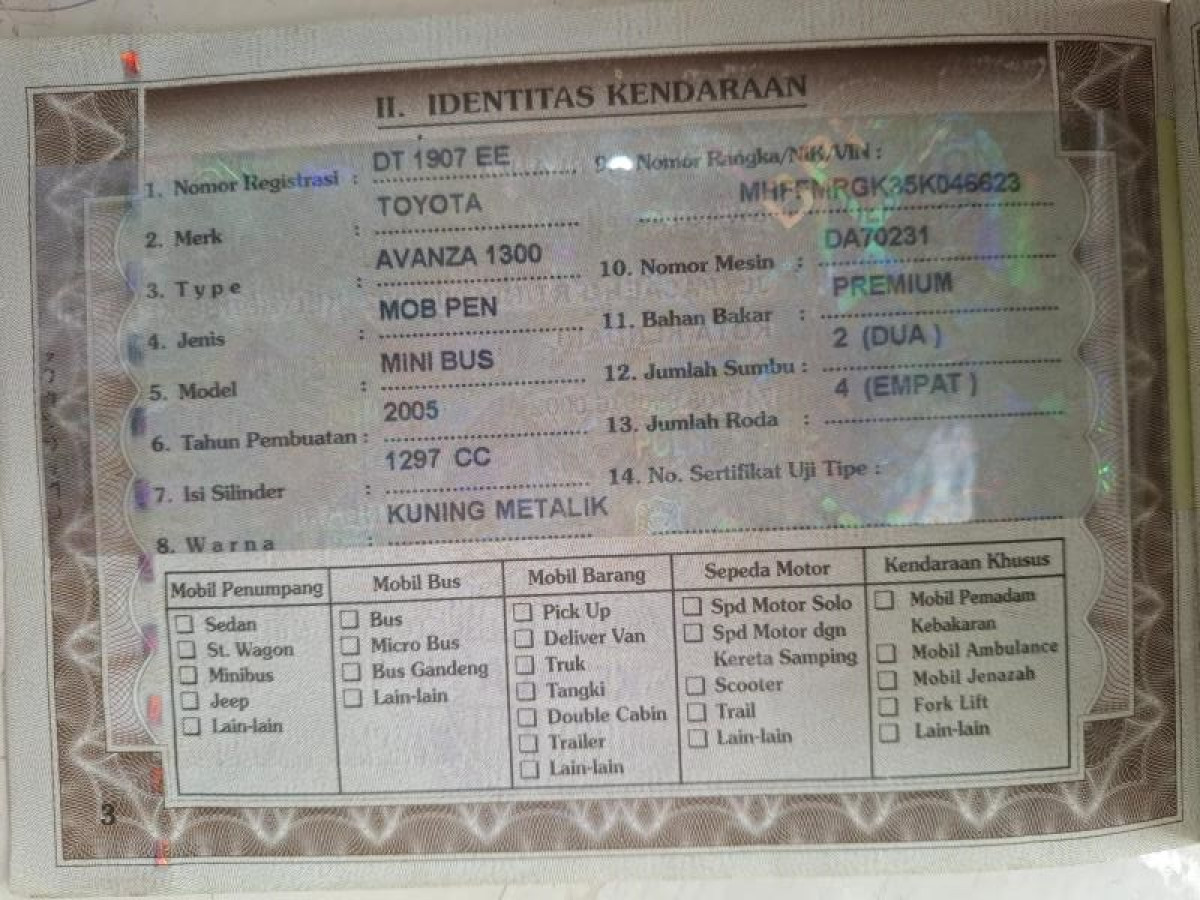 II. IDENTITAS KENDARAAN
1. Nomor Registrasi : DT 1907 EE
2. Merk : TOYOTA
3. Type : AVANZA 1300
4. Jenis : MOB PEN
5. Model : MINI BUS
6. Tahun Pembuatan : 2005
7. Isi Silinder : 1297 CC
8. Warna : KUNING METALIK
9. Nomor Rangka/NIK/VIN :
MHFFMRGK35K046623
10. Nomor Mesin : DA70231
11. Bahan Bakar : PREMIUM
12. Jumlah Sumbu : 2 (DUA )
13. Jumlah Roda : 4 (EMPAT )
14. No. Sertifikat Uji Tipe :
Mobil Penumpang
Sedan
St. Wagon
Minibus
Jeep
Lain-lain
Mobil Bus
Bus
Micro Bus
Bus Gandeng
Lain-lain
Mobil Barang
Pick Up
Deliver Van
Truk
Tangki
Double Cabin
Trailer
Lain-lain
Sepeda Motor
Spd Motor Solo
Spd Motor dgn
Kereta Samping
Scooter
Trail
Lain-lain
Kendaraan Khusus
Mobil Pemadam
Kebakaran
Mobil Ambulance
Mobil Jenazah
Fork Lift
Lain-lain
3